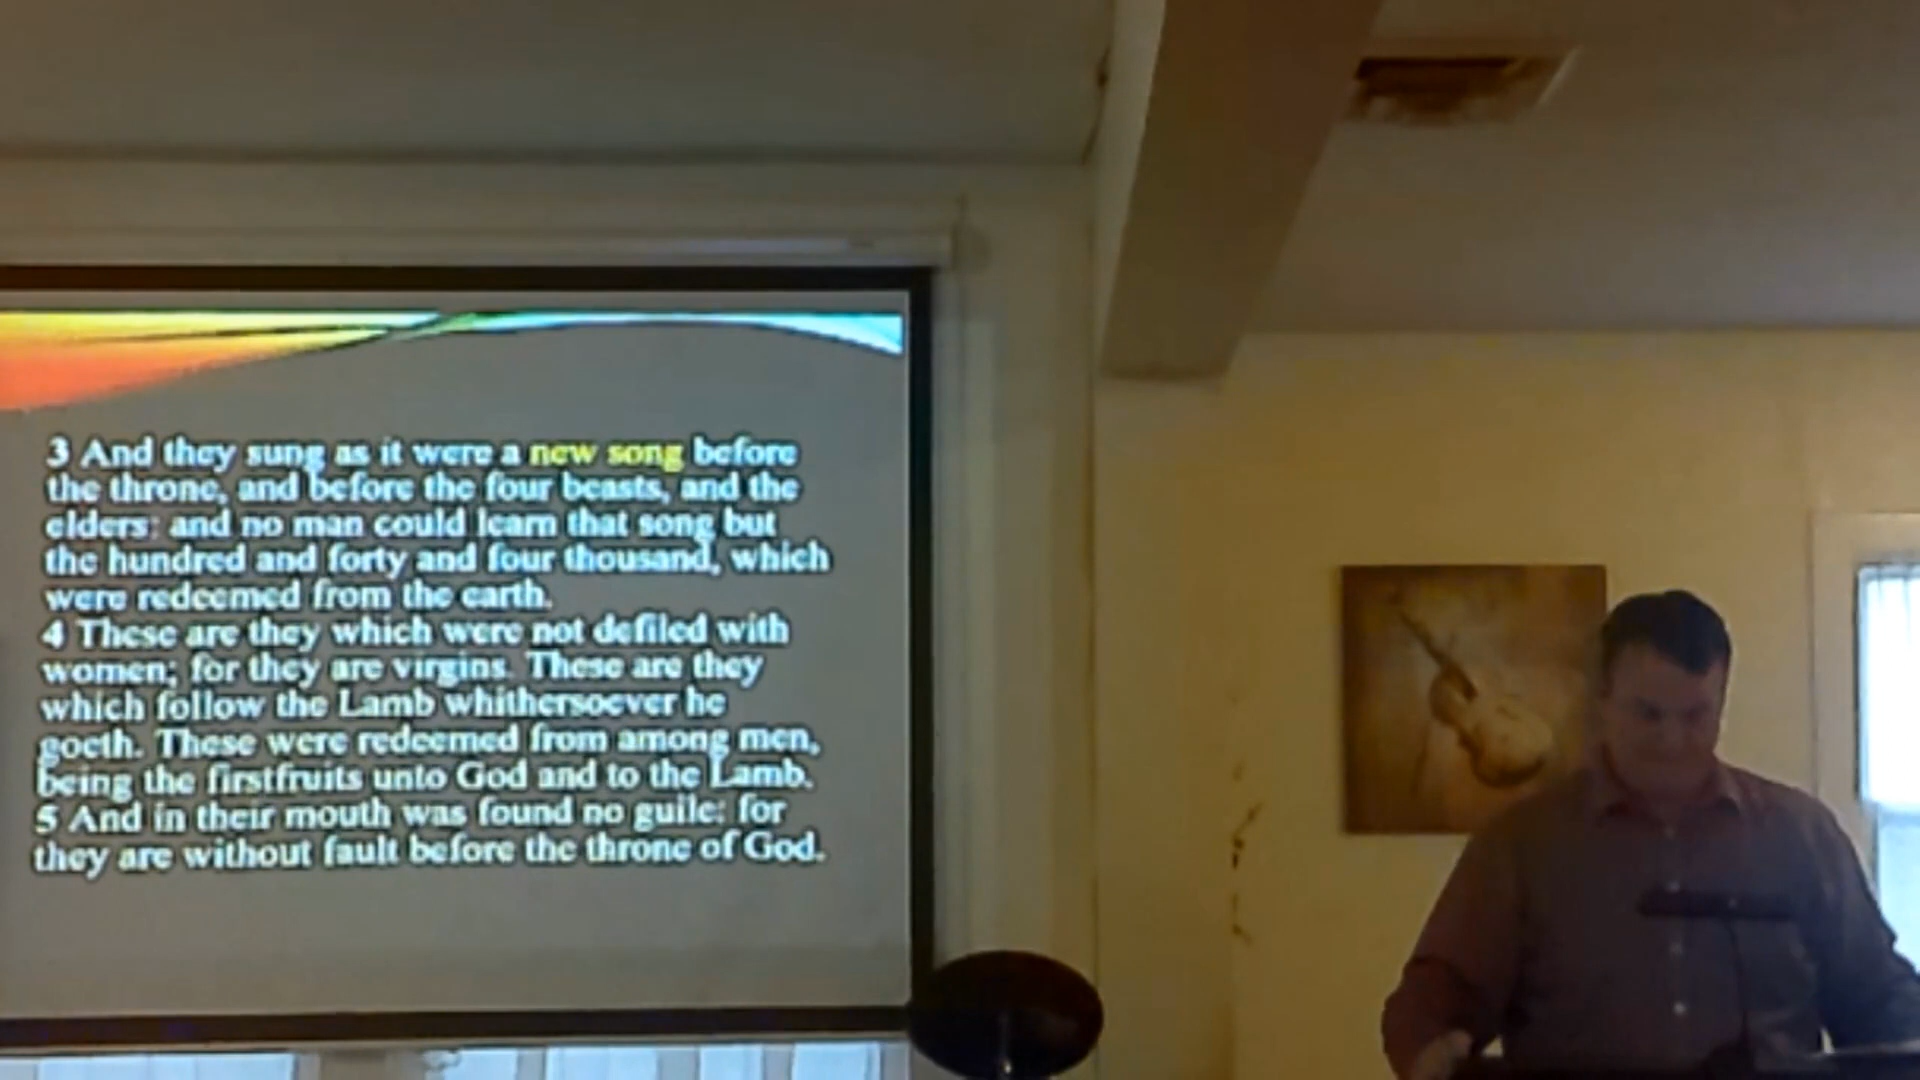 3 And they sung as it were a new song before
the throne, and before the four beasts, and the
elders: and no man could learn that song but
the hundred and forty and four thousand, which
were redeemed from the earth.
4 These are they which were not defiled with
women; for they are virgins. These are they
which follow the Lamb whithersoever he
goeth. These were redeemed from among men,
being the firstfruits unto God and to the Lamb.
5 And in their mouth was found no guile: for
they are without fault before the throne of God.